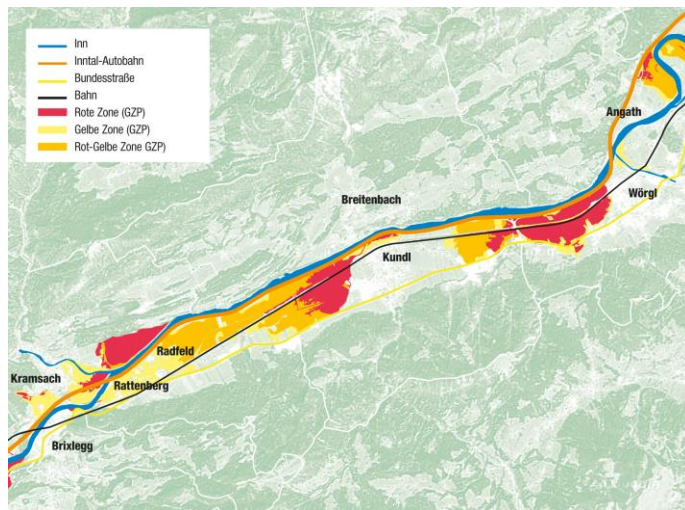 Inn
Inntal-Autobahn
Bundesstraße
Bahn
Rote Zone (GZP)
Gelbe Zone (GZP)
Rot-Gelbe Zone GZP)
Angath
Wörgl
Breitenbach
Kundl
Radfeld
Kramsach
Rattenberg
Brixlegg